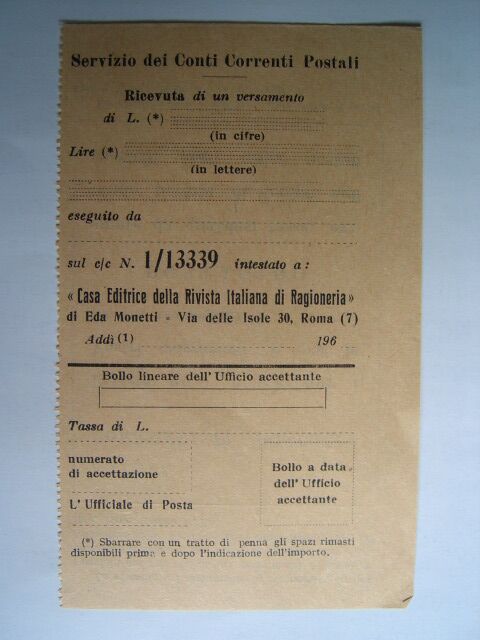 Servizio dei Conti Correnti Postali
Ricevuta di un versamento
di L. (*)
(in cifre)
Lire (*)
(in lettere)
eseguito da
sul c/c N. 1/13339 intestato a :
« Casa Editrice della Rivista Italiana di Ragioneria »
di Eda Monetti - Via delle Isole 30, Roma (7)
Addì (1) 196
Bollo lineare dell'Ufficio accettante
Tassa di L.
numerato
di accettazione
L'Ufficiale di Posta
Bollo a data
dell'Ufficio
accettante
(*) Sbarrare con un tratto di penna gli spazi rimasti
disponibili prima e dopo l'indicazione dell'importo.